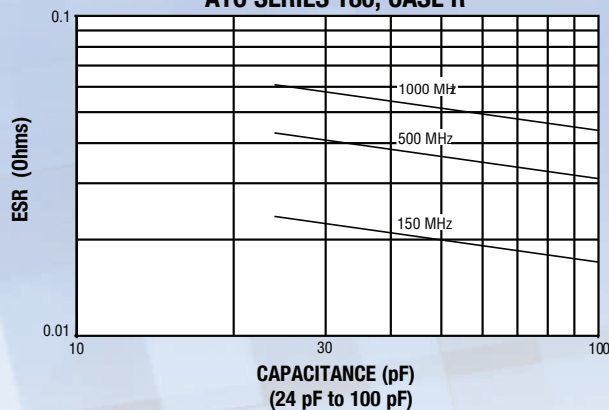 0.1
1000 MHz
500 MHz
150 MHz
ESR (Ohms)
0.01
10
30
100
CAPACITANCE (pF)
(24 pF to 100 pF)